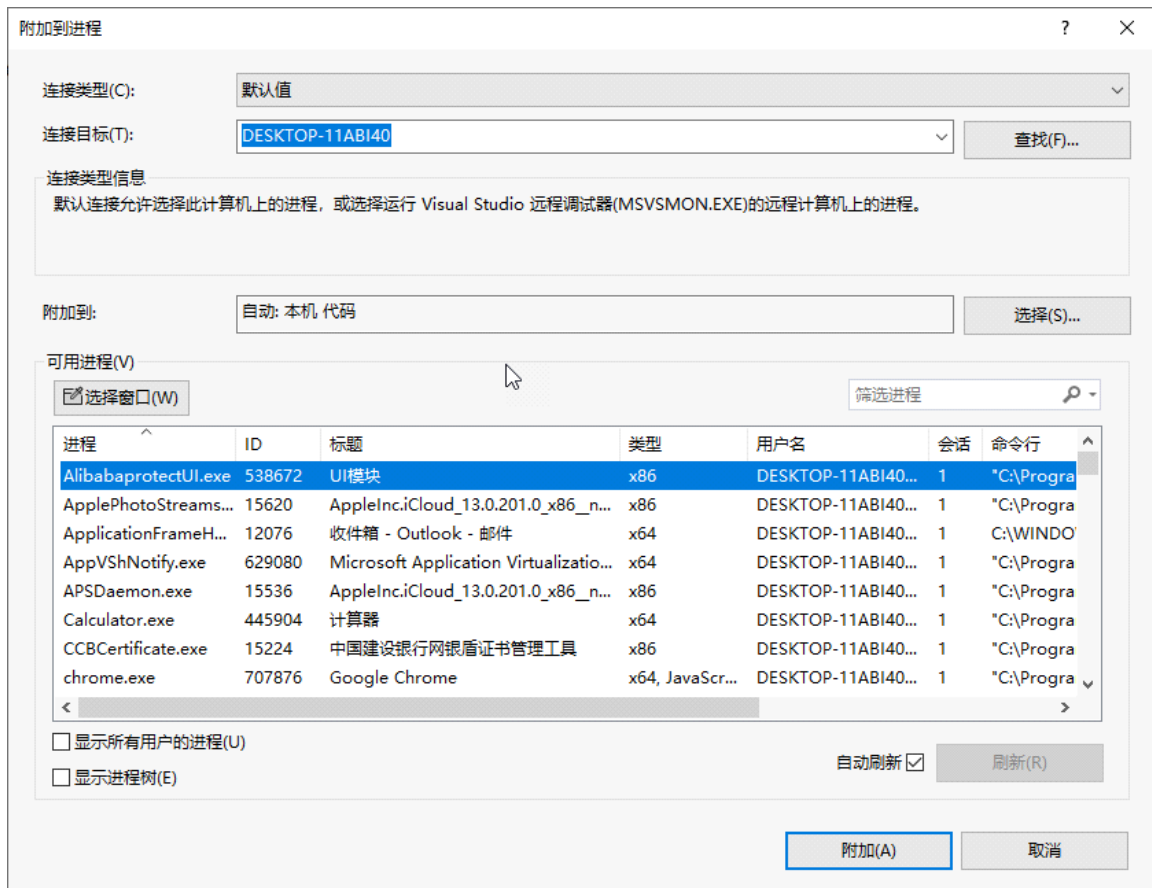 附加到进程
连接类型(C): 默认值
连接目标(T): DESKTOP-11ABI40 查找(F)...
连接类型信息
默认连接允许选择此计算机上的进程，或选择运行 Visual Studio 远程调试器(MSVSMON.EXE)的远程计算机上的进程。
附加到: 自动: 本机 代码 选择(S)...
可用进程(V)
选择窗口(W) 筛选进程
进程 ID 标题 类型 用户名 会话 命令行
AlibabaprotectUI.exe 538672 UI模块 x86 DESKTOP-11ABI40... 1 "C:\Progra
ApplePhotoStreams... 15620 AppleInc.iCloud_13.0.201.0_x86__n... x86 DESKTOP-11ABI40... 1 "C:\Progra
ApplicationFrameH... 12076 收件箱 - Outlook - 邮件 x64 DESKTOP-11ABI40... 1 C:\WINDO
AppVShNotify.exe 629080 Microsoft Application Virtualizatio... x64 DESKTOP-11ABI40... 1 "C:\Progra
APSDaemon.exe 15536 AppleInc.iCloud_13.0.201.0_x86__n... x86 DESKTOP-11ABI40... 1 "C:\Progra
Calculator.exe 445904 计算器 x64 DESKTOP-11ABI40... 1 "C:\Progra
CCBCertificate.exe 15224 中国建设银行网银盾证书管理工具 x86 DESKTOP-11ABI40... 1 "C:\Progra
chrome.exe 707876 Google Chrome x64, JavaScr... DESKTOP-11ABI40... 1 "C:\Progra
显示所有用户的进程(U)
自动刷新 刷新(R)
显示进程树(E)
附加(A) 取消